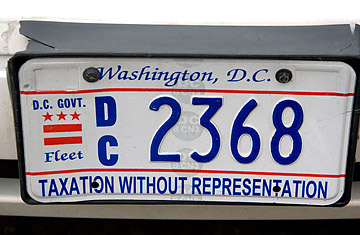 Washington, D.C.
D.C. GOVT.
Fleet
DC
2368
TAXATION WITHOUT REPRESENTATION